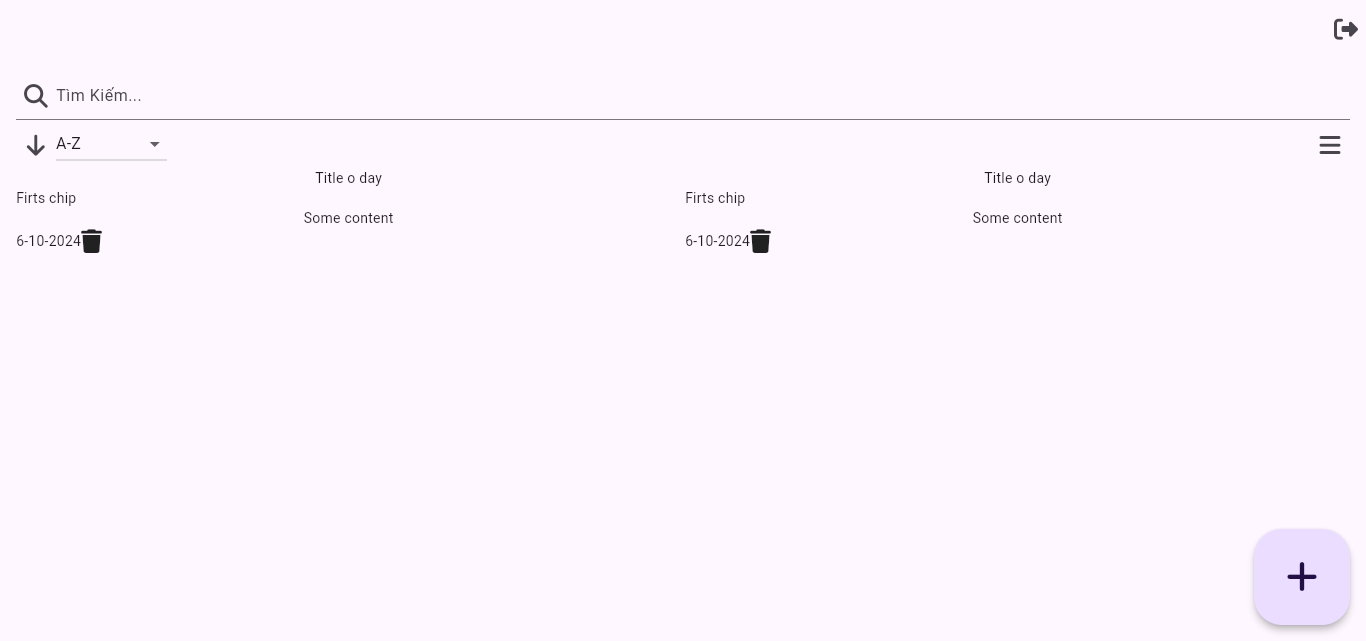 Tìm Kiếm...
A-Z
Title o day
Firts chip
Some content
6-10-2024
Title o day
Firts chip
Some content
6-10-2024